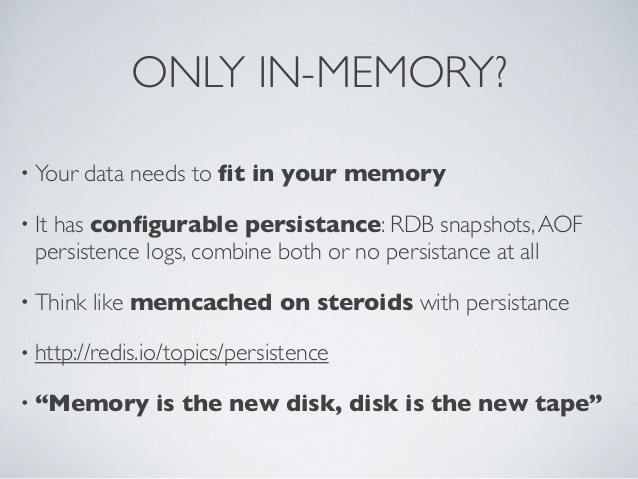 ONLY IN-MEMORY?
• Your data needs to fit in your memory
• It has configurable persistance: RDB snapshots, AOF
persistence logs, combine both or no persistance at all
• Think like memcached on steroids with persistance
• http://redis.io/topics/persistence
• “Memory is the new disk, disk is the new tape”